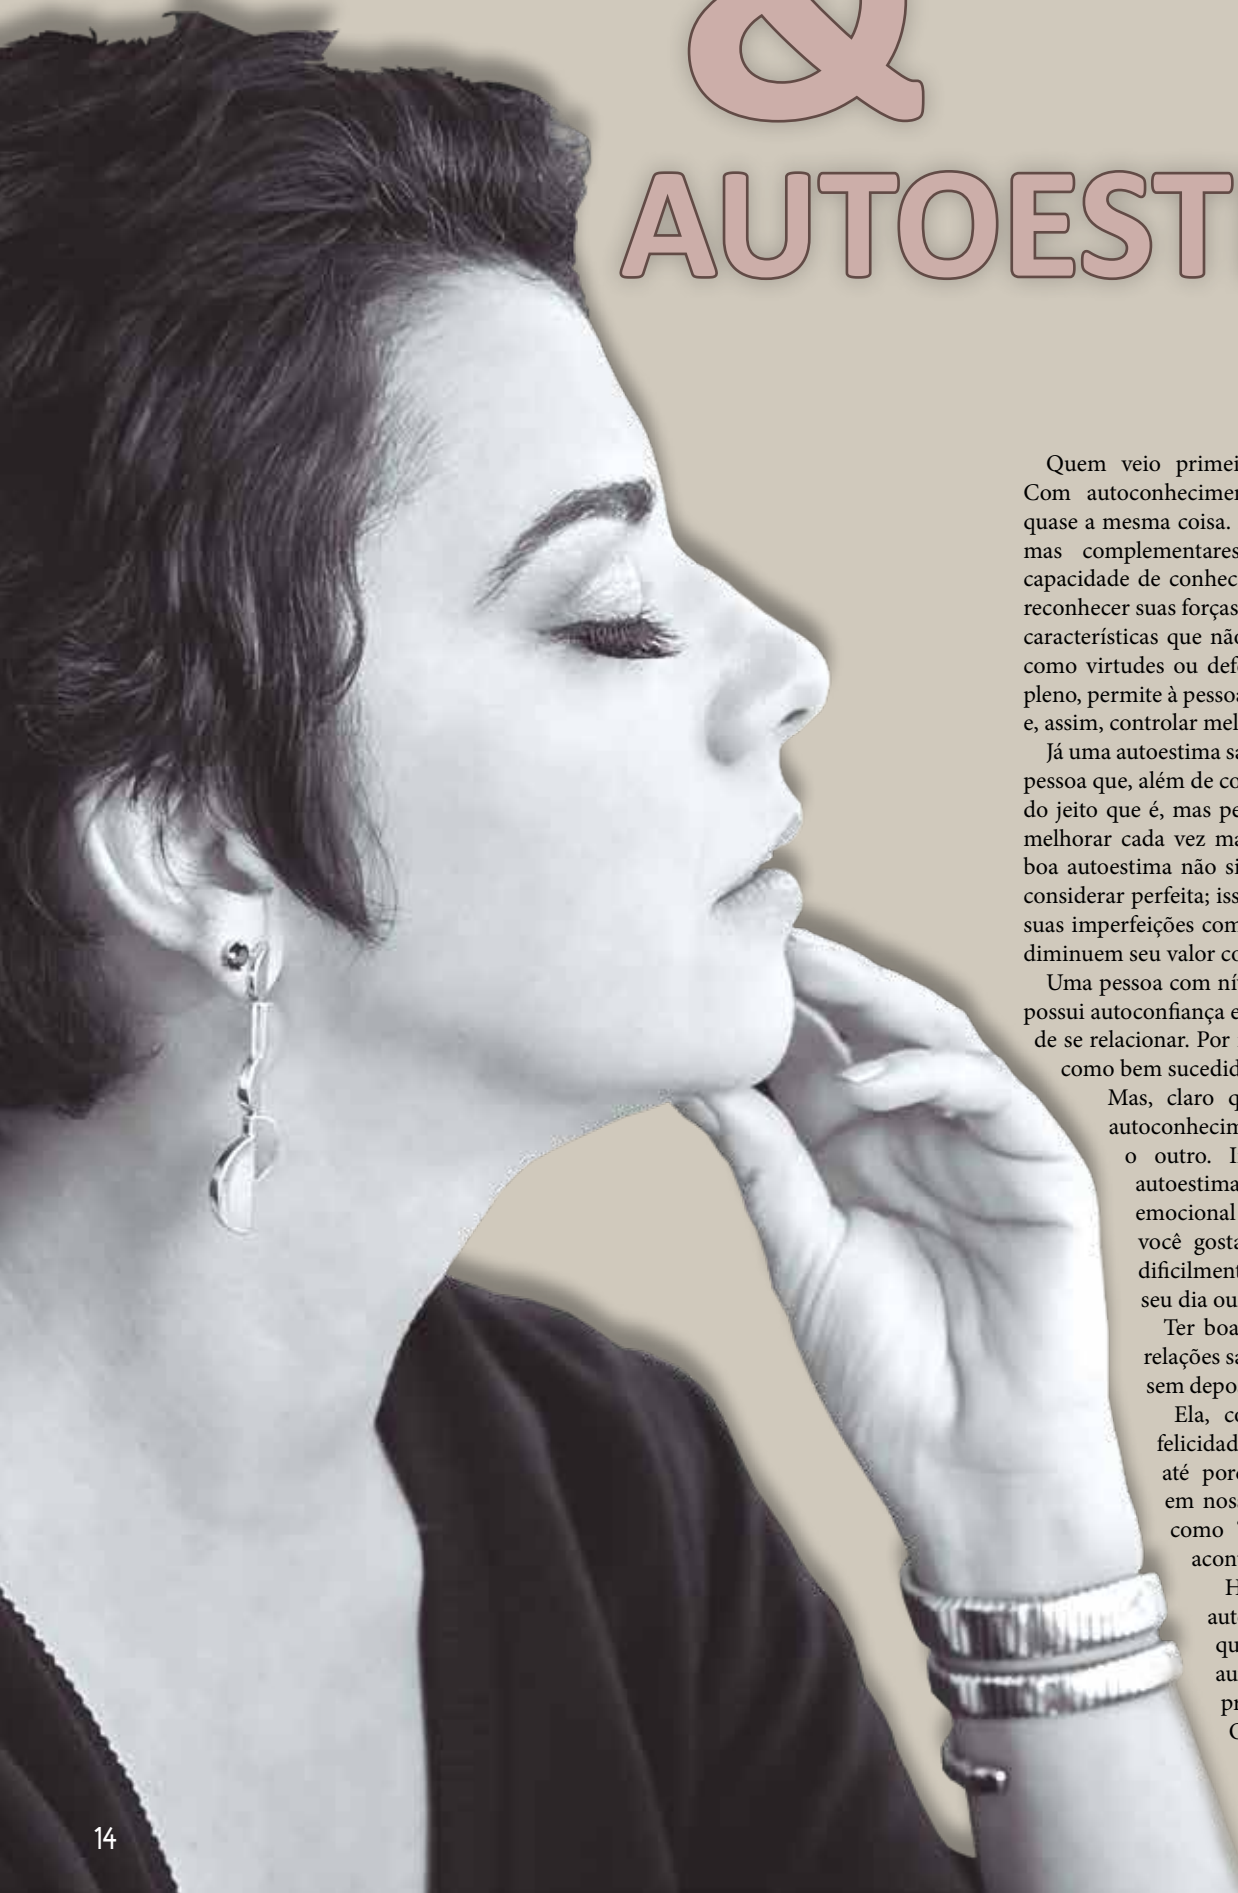 &
AUTOEST
Quem veio primei
Com autoconhecimen
quase a mesma coisa.
mas complementares
capacidade de conhec
reconhecer suas forças
características que não
como virtudes ou defe
pleno, permite à pessoa
e, assim, controlar mel
Já uma autoestima sa
pessoa que, além de co
do jeito que é, mas pe
melhorar cada vez ma
boa autoestima não si
considerar perfeita; iss
suas imperfeições com
diminuem seu valor co
Uma pessoa com ní
possui autoconfiança e
de se relacionar. Por
como bem sucedid
Mas, claro q
autoconhecim
o outro. I
autoestima
emocional
você gosta
dificilment
seu dia ou
Ter boa
relações sa
sem depo
Ela, co
felicidad
até porq
em nos
como
acon
H
aut
qu
au
pr
14